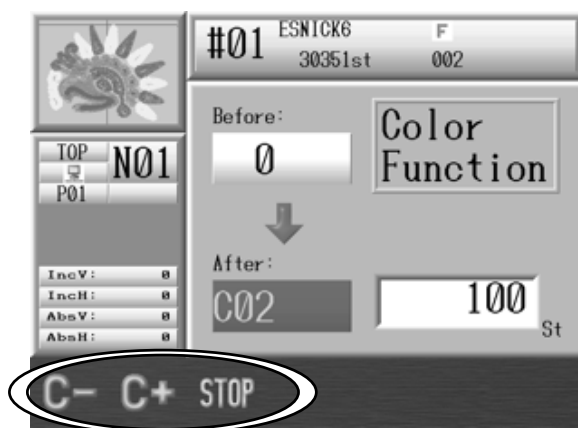 #01 ESNICK6 F
30351st 002
Before:
0
Color
Function
TOP
N01
P01
After:
C02
100
St
IncV: 0
IncH: 0
AbsV: 0
AbsH: 0
C- C+ STOP